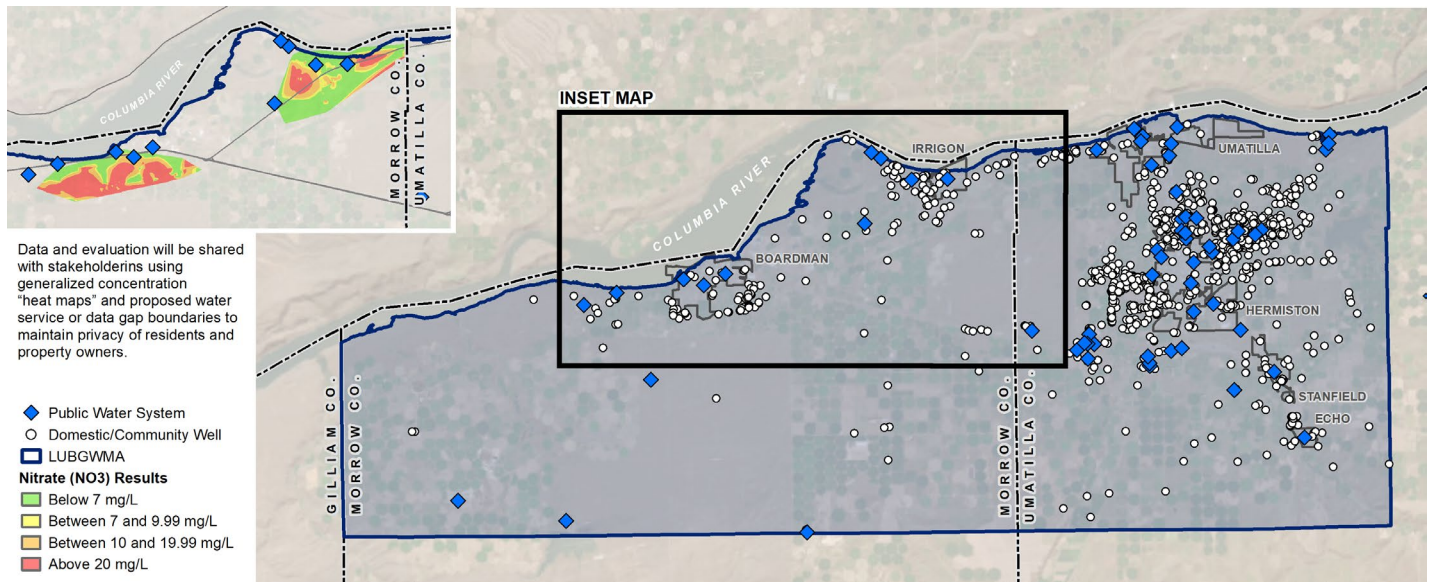 COLUMBIA RIVER
MORROW CO.
UMATILLA CO.
INSET MAP
IRRIGON
UMATILLA
COLUMBIA RIVER
BOARDMAN
HERMISTON
STANFIELD
ECHO
GILLIAM CO.
MORROW CO.
MORROW CO.
UMATILLA CO.
Data and evaluation will be shared
with stakeholderins using
generalized concentration
“heat maps” and proposed water
service or data gap boundaries to
maintain privacy of residents and
property owners.
Public Water System
Domestic/Community Well
LUBGWMA
Nitrate (NO3) Results
Below 7 mg/L
Between 7 and 9.99 mg/L
Between 10 and 19.99 mg/L
Above 20 mg/L